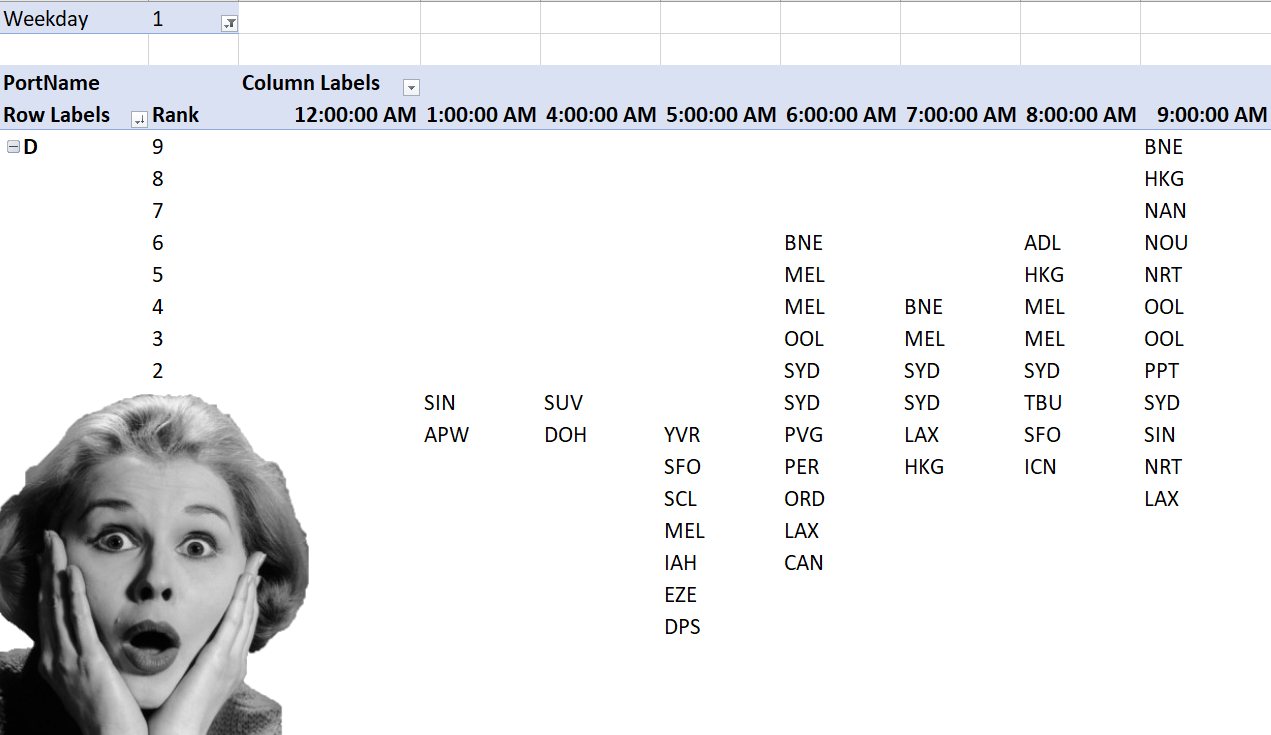 Weekday 1
PortName Column Labels
Row Labels Rank 12:00:00 AM 1:00:00 AM 4:00:00 AM 5:00:00 AM 6:00:00 AM 7:00:00 AM 8:00:00 AM 9:00:00 AM
D 9 BNE
8 HKG
7 NAN
6 BNE ADL NOU
5 MEL HKG NRT
4 MEL BNE MEL OOL
3 OOL MEL MEL OOL
2 SYD SYD SYD PPT
SIN SUV SYD SYD TBU SYD
APW DOH YVR PVG LAX SFO SIN
SFO PER HKG ICN NRT
SCL ORD LAX
MEL LAX
IAH CAN
EZE
DPS